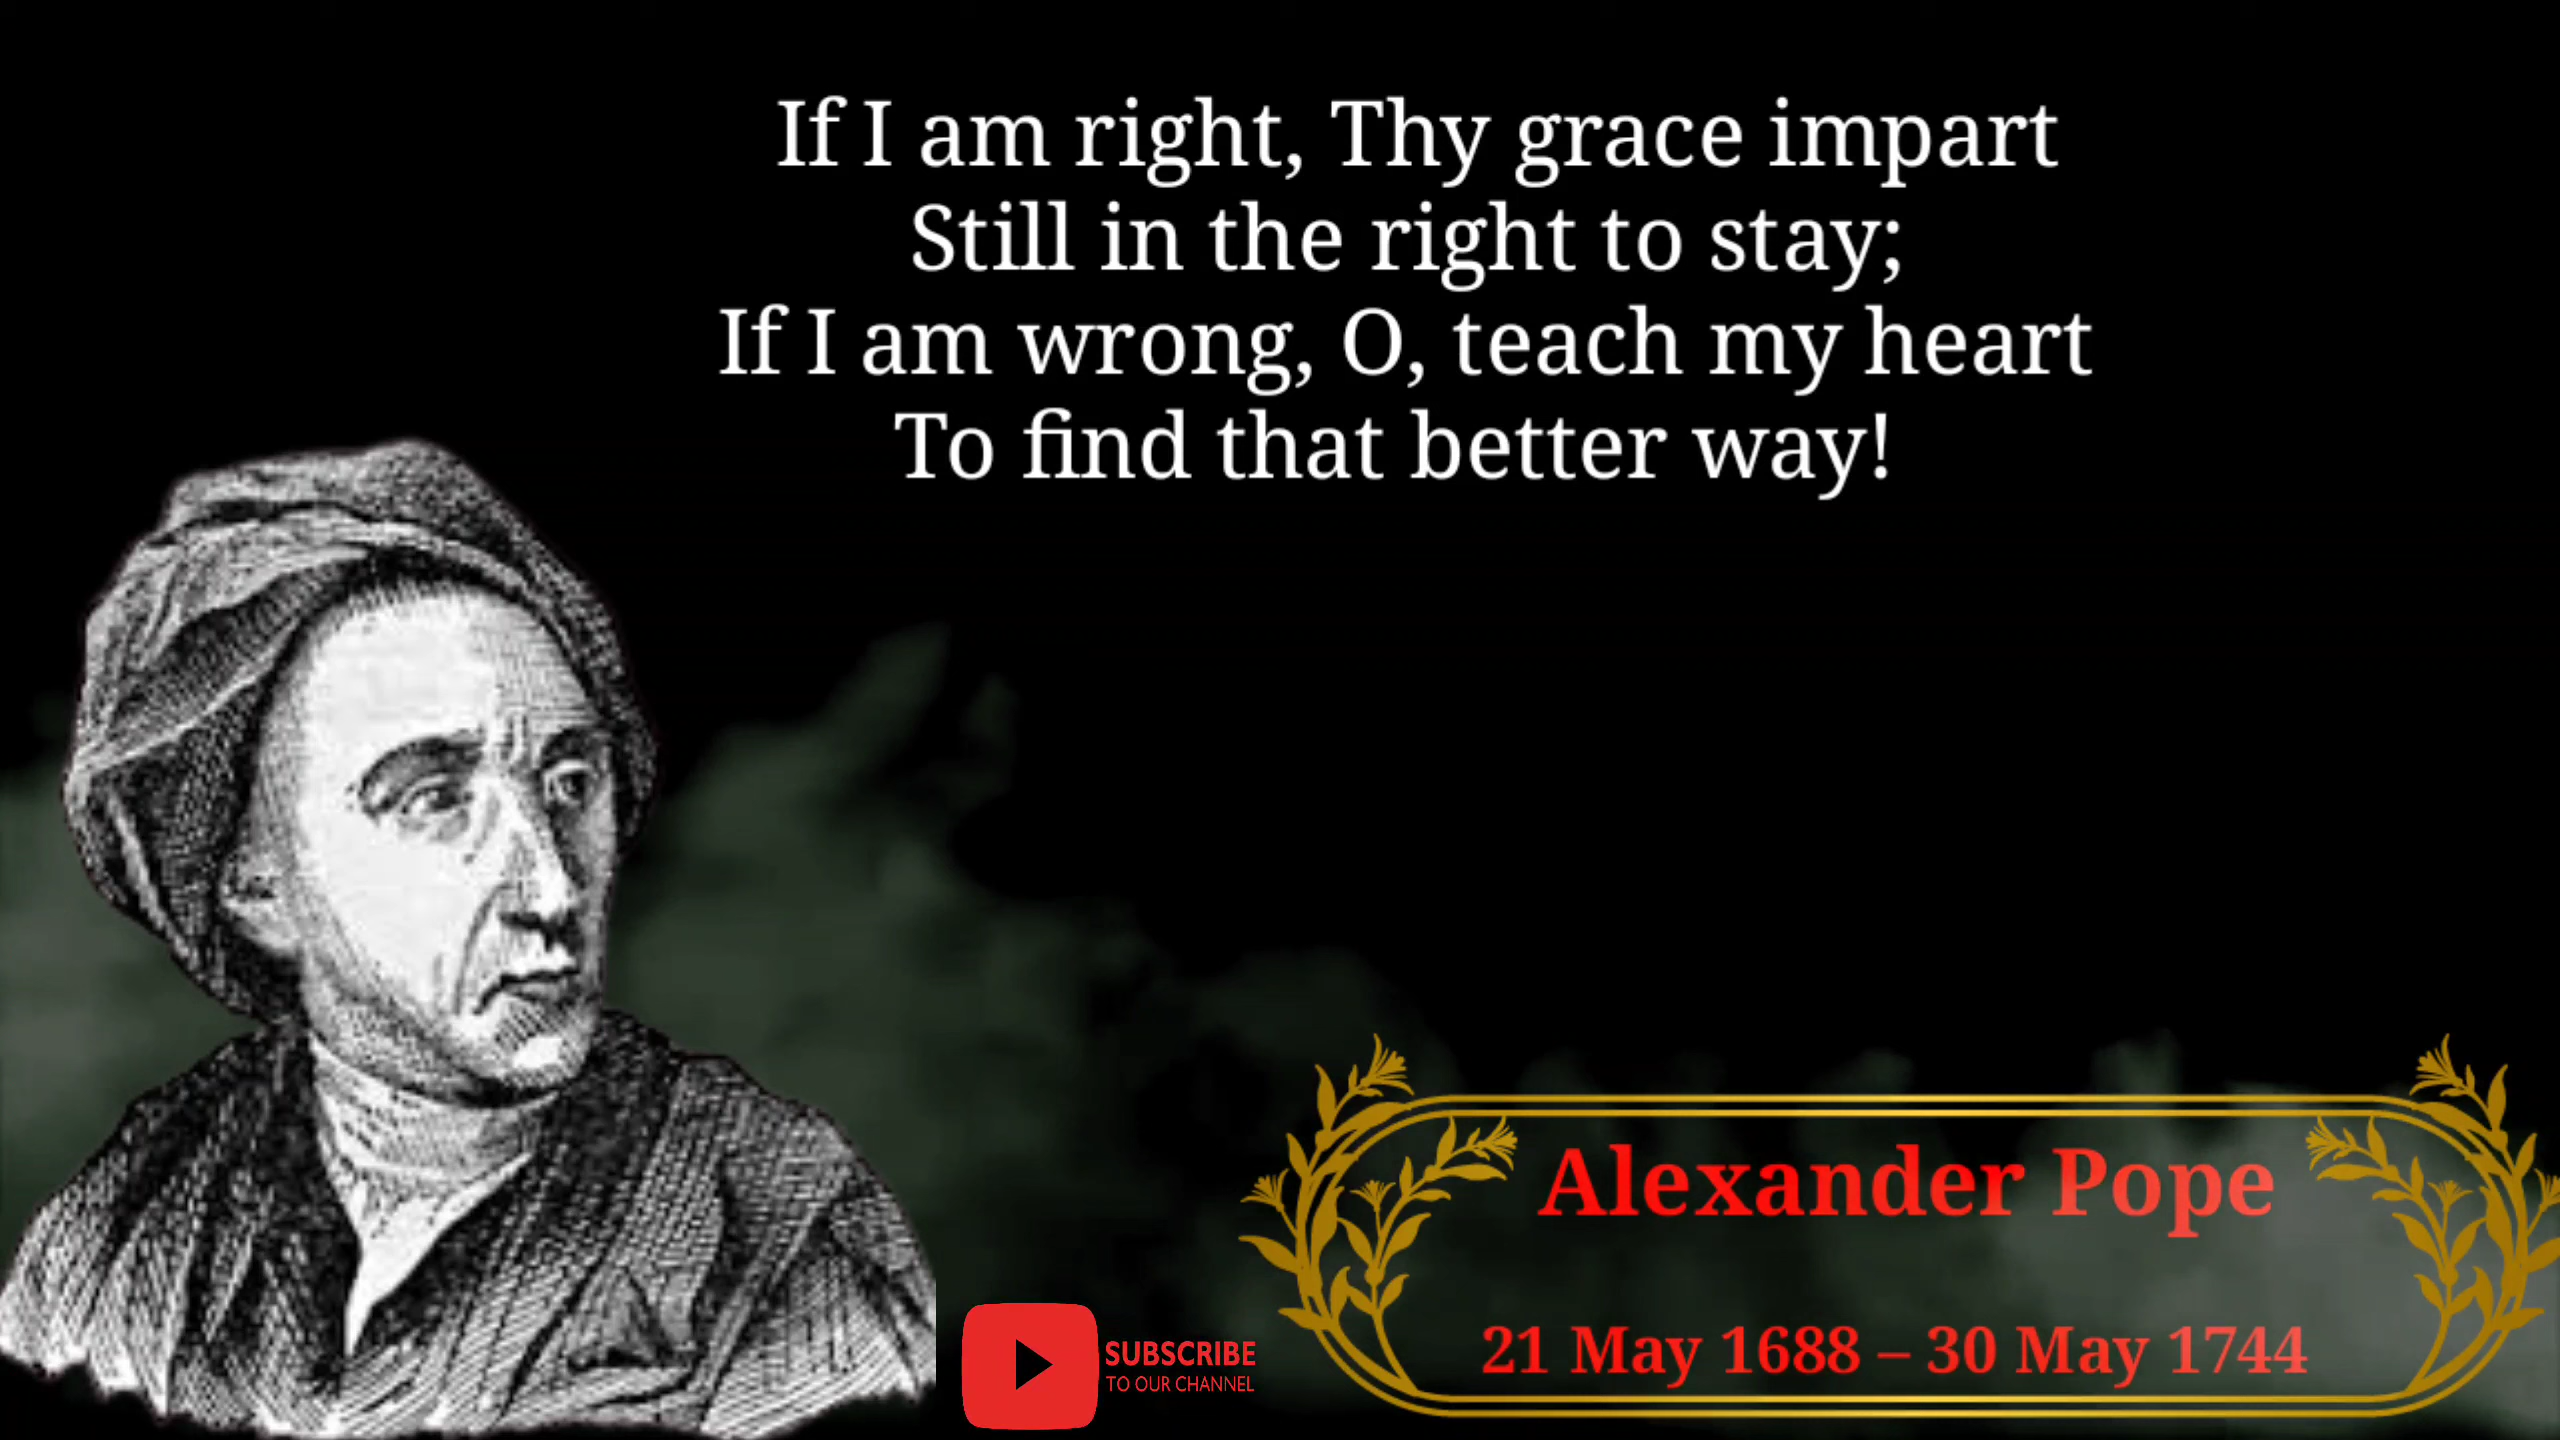 If I am right, Thy grace impart
Still in the right to stay;
If I am wrong, O, teach my heart
To find that better way!
Alexander Pope
21 May 1688 – 30 May 1744
SUBSCRIBE
TO OUR CHANNEL